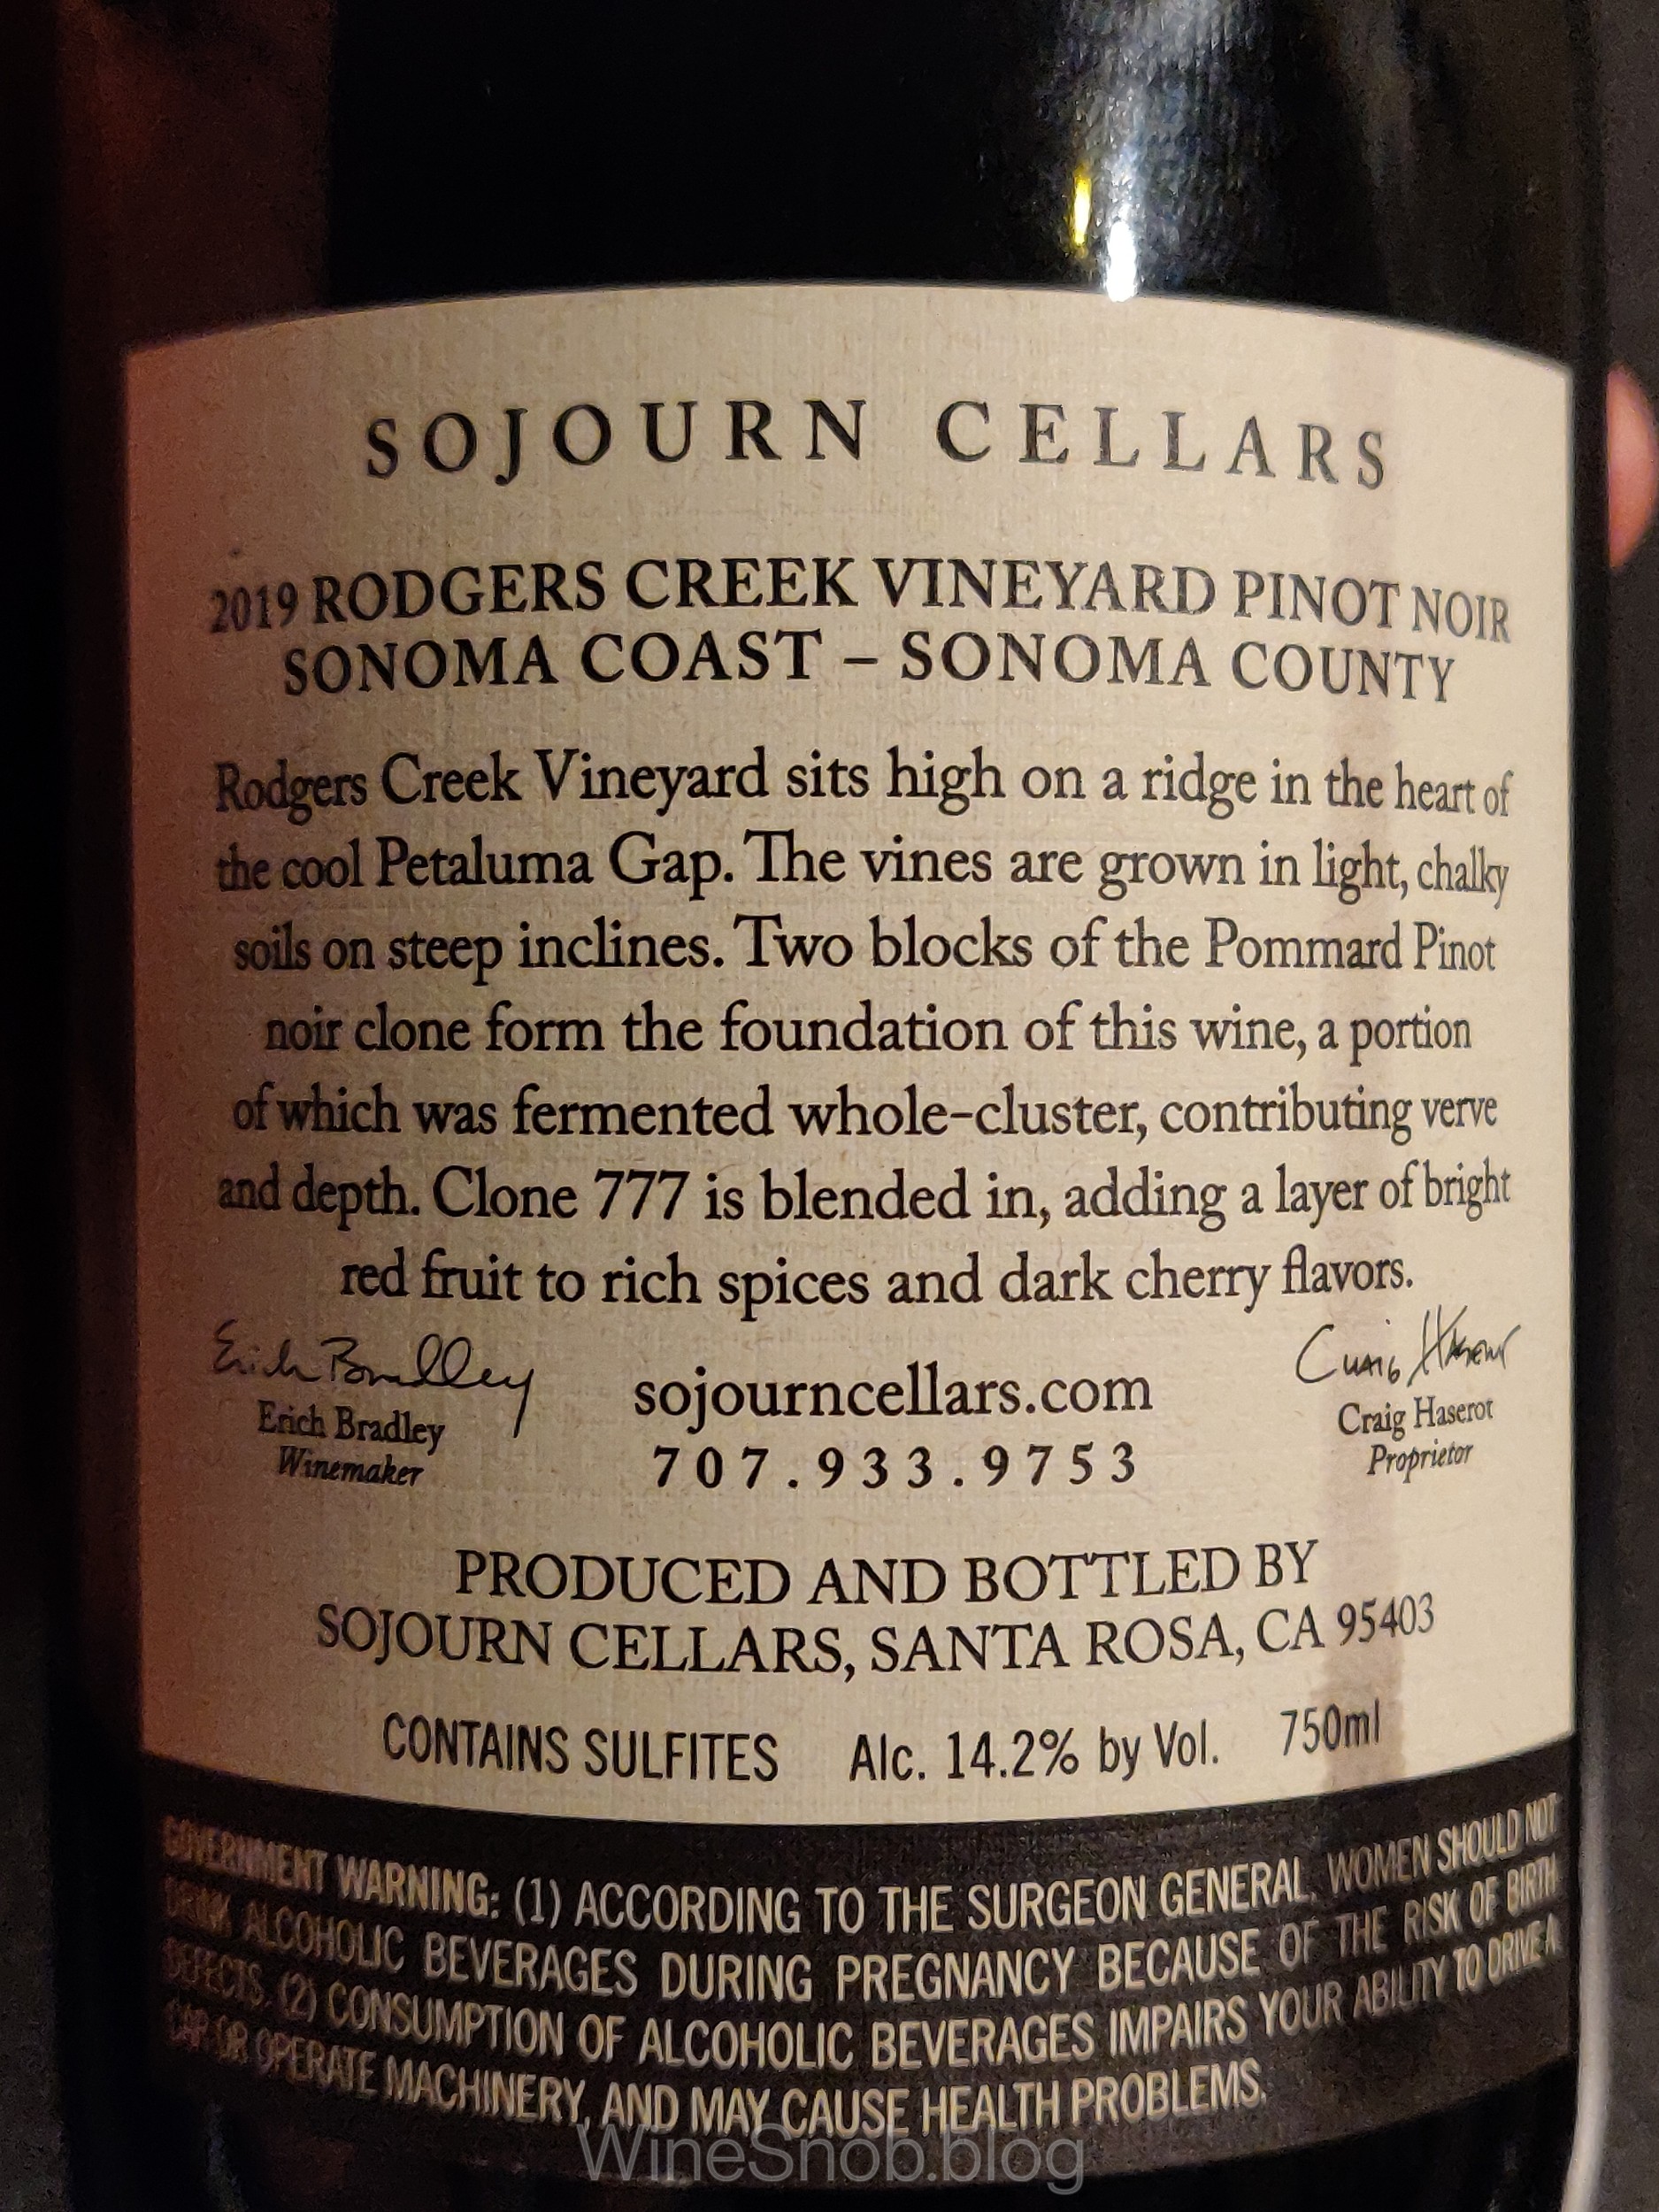 SOJOURN CELLARS
2019 RODGERS CREEK VINEYARD PINOT NOIR
SONOMA COAST – SONOMA COUNTY
Rodgers Creek Vineyard sits high on a ridge in the heart of
the cool Petaluma Gap. The vines are grown in light, chalky
soils on steep inclines. Two blocks of the Pommard Pinot
noir clone form the foundation of this wine, a portion
of which was fermented whole-cluster, contributing verve
and depth. Clone 777 is blended in, adding a layer of bright
red fruit to rich spices and dark cherry flavors.
Erich Bradley
Erich Bradley
Winemaker
sojourncellars.com
707.933.9753
Craig Haserot
Craig Haserot
Proprietor
PRODUCED AND BOTTLED BY
SOJOURN CELLARS, SANTA ROSA, CA 95403
CONTAINS SULFITES Alc. 14.2% by Vol. 750ml
GOVERNMENT WARNING: (1) ACCORDING TO THE SURGEON GENERAL, WOMEN SHOULD NOT
DRINK ALCOHOLIC BEVERAGES DURING PREGNANCY BECAUSE OF THE RISK OF BIRTH
DEFECTS. (2) CONSUMPTION OF ALCOHOLIC BEVERAGES IMPAIRS YOUR ABILITY TO DRIVE A
CAR OR OPERATE MACHINERY, AND MAY CAUSE HEALTH PROBLEMS.
WineSnob.blog